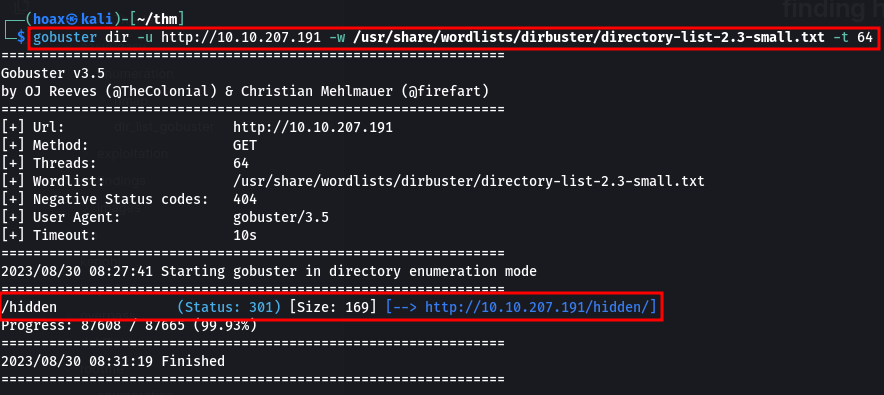 finding h
┌──(hoax㉿kali)-[~/thm]
└─$ gobuster dir -u http://10.10.207.191 -w /usr/share/wordlists/dirbuster/directory-list-2.3-small.txt -t 64
===============================================================
Gobuster v3.5
by OJ Reeves (@TheColonial) & Christian Mehlmauer (@firefart)
===============================================================
[+] Url:                     http://10.10.207.191
[+] Method:                  GET
[+] Threads:                 64
[+] Wordlist:                /usr/share/wordlists/dirbuster/directory-list-2.3-small.txt
[+] Negative Status codes:   404
[+] User Agent:              gobuster/3.5
[+] Timeout:                 10s
===============================================================
2023/08/30 08:27:41 Starting gobuster in directory enumeration mode
===============================================================
/hidden               (Status: 301) [Size: 169] [--> http://10.10.207.191/hidden/]
Progress: 87608 / 87665 (99.93%)
===============================================================
2023/08/30 08:31:19 Finished
===============================================================